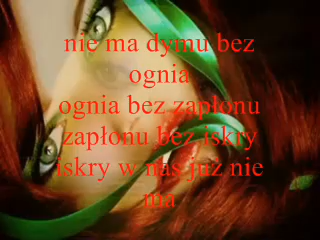 nie ma dymu bez
ognia
ognia bez zapłonu
zapłonu bez iskry
iskry w nas już nie
ma